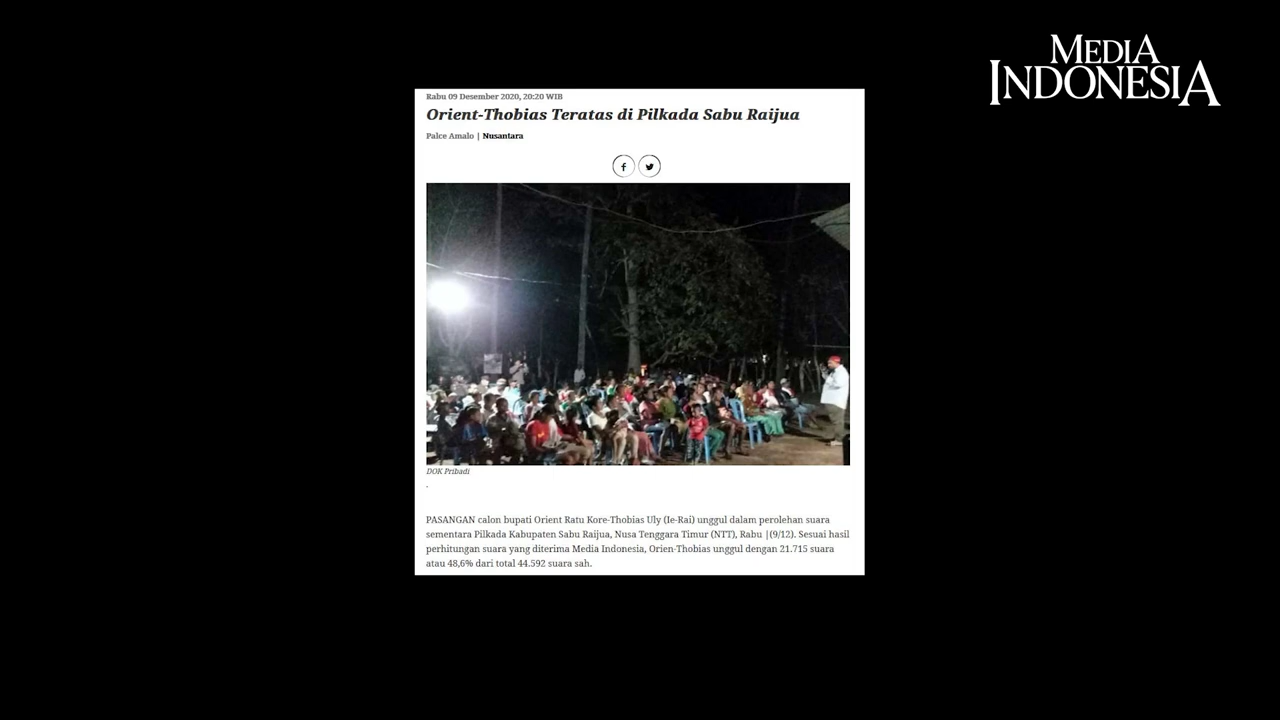 MEDIA
INDONESIA
Rabu 09 Desember 2020, 20:20 WIB
Orient-Thobias Teratas di Pilkada Sabu Raijua
Palce Amalo | Nusantara
DOK Pribadi
.
PASANGAN calon bupati Orient Ratu Kore-Thobias Uly (Ie-Rai) unggul dalam perolehan suara
sementara Pilkada Kabupaten Sabu Raijua, Nusa Tenggara Timur (NTT), Rabu |(9/12). Sesuai hasil
perhitungan suara yang diterima Media Indonesia, Orien-Thobias unggul dengan 21.715 suara
atau 48,6% dari total 44.592 suara sah.